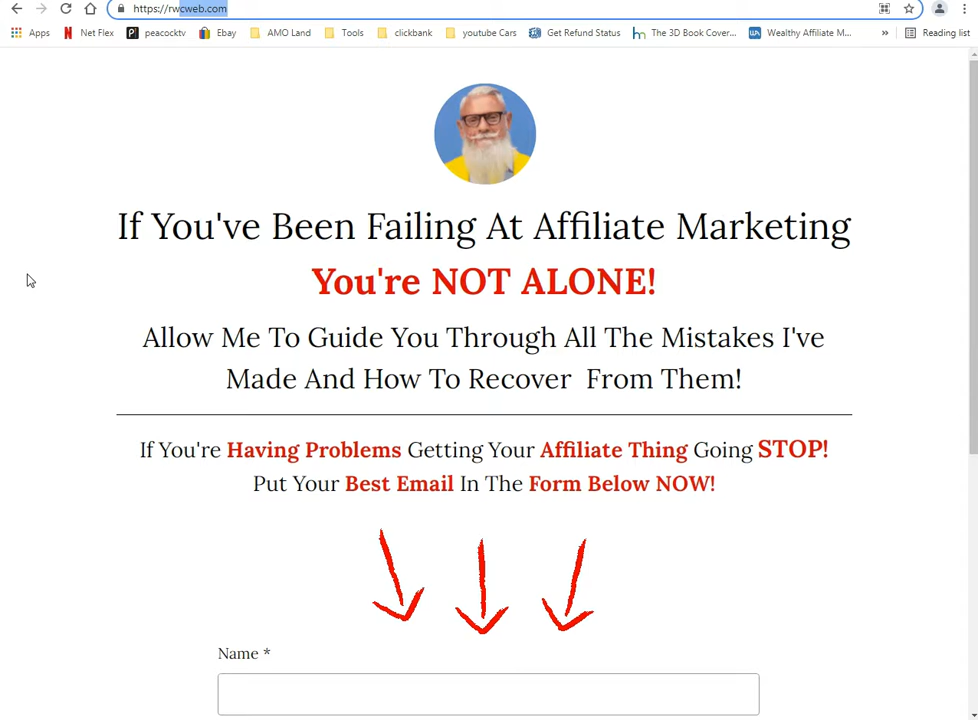 https://rwcweb.com
Apps Net Flex peacocktv Ebay AMO Land Tools clickbank youtube Cars Get Refund Status The 3D Book Cover... Wealthy Affiliate M... » Reading list
If You've Been Failing At Affiliate Marketing
You're NOT ALONE!
Allow Me To Guide You Through All The Mistakes I've
Made And How To Recover From Them!
If You're Having Problems Getting Your Affiliate Thing Going STOP!
Put Your Best Email In The Form Below NOW!
Name *